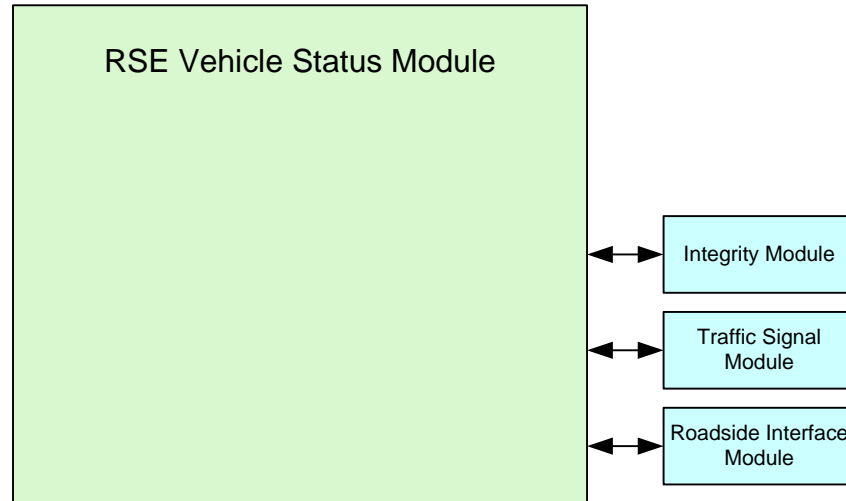 RSE Vehicle Status Module
Integrity Module
Traffic Signal
Module
Roadside Interface
Module